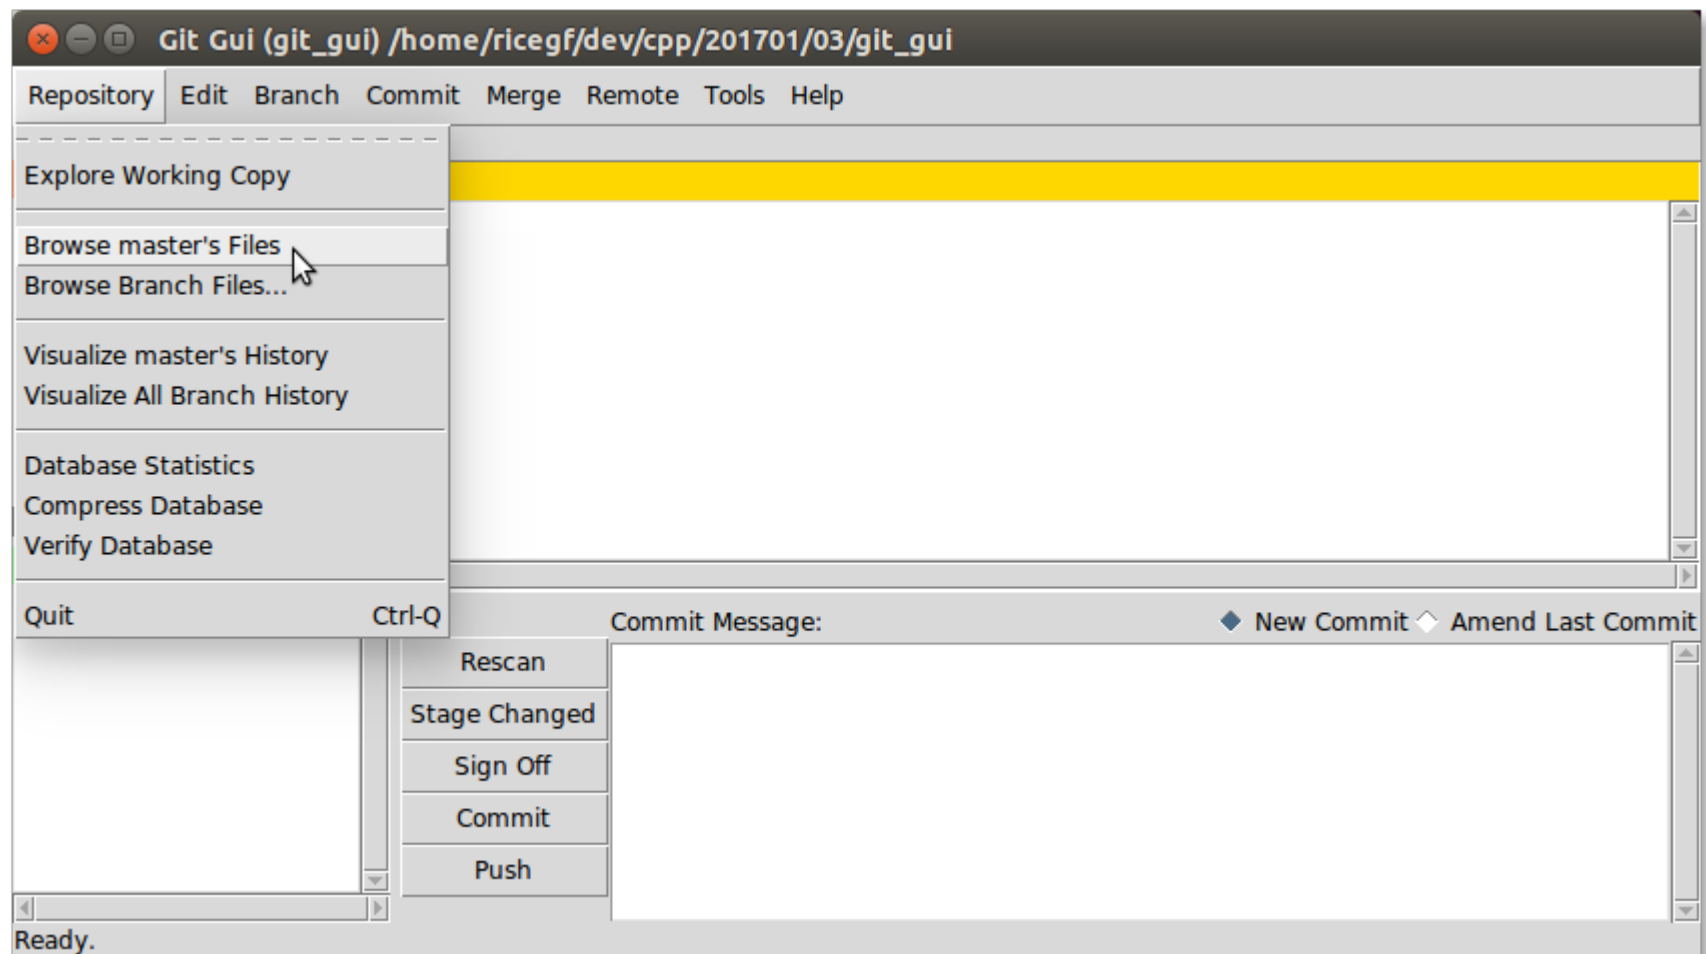 Git Gui (git_gui) /home/ricegf/dev/cpp/201701/03/git_gui
Repository Edit Branch Commit Merge Remote Tools Help
Explore Working Copy
Browse master's Files
Browse Branch Files...
Visualize master's History
Visualize All Branch History
Database Statistics
Compress Database
Verify Database
Quit Ctrl-Q
Commit Message: New Commit Amend Last Commit
Rescan
Stage Changed
Sign Off
Commit
Push
Ready.